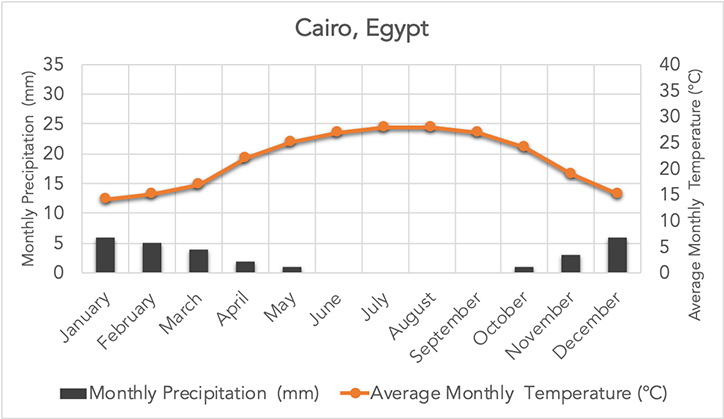 Cairo, Egypt
Monthly Precipitation (mm)
35
30
25
20
15
10
5
0
40
35
30
25
20
15
10
5
0
Average Monthly Temperature (°C)
January
February
March
April
May
June
July
August
September
October
November
December
Monthly Precipitation (mm)
Average Monthly Temperature (°C)